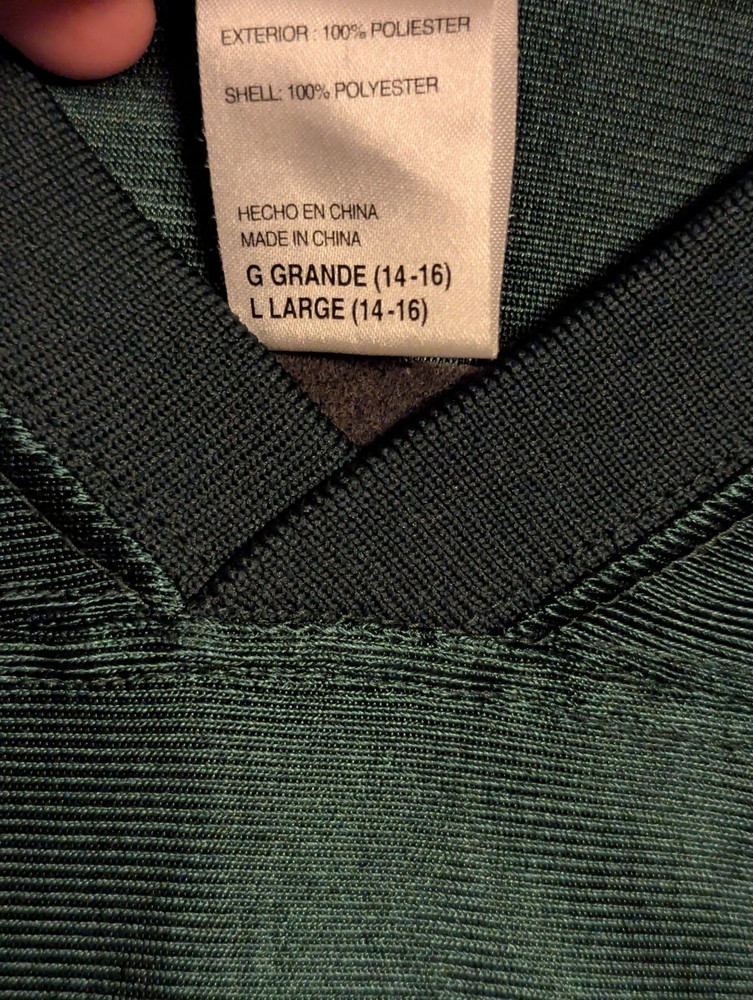 EXTERIOR : 100% POLIESTER
SHELL: 100% POLYESTER
HECHO EN CHINA
MADE IN CHINA
G GRANDE (14-16)
L LARGE (14-16)